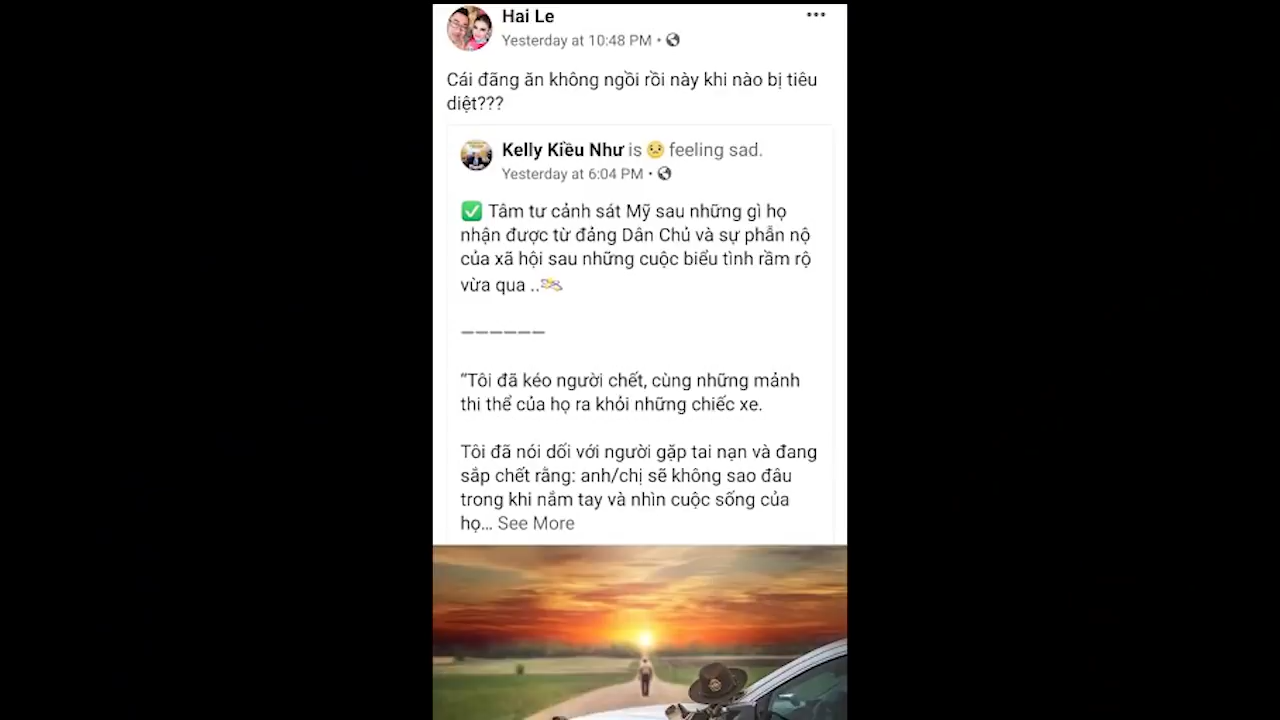 Hai Le
Yesterday at 10:48 PM •
Cái đãng ăn không ngồi rồi này khi nào bị tiêu
diệt???
Kelly Kiều Như is feeling sad.
Yesterday at 6:04 PM •
Tâm tư cảnh sát Mỹ sau những gì họ
nhận được từ đảng Dân Chủ và sự phẫn nộ
của xã hội sau những cuộc biểu tình rầm rộ
vừa qua ..
——————
“Tôi đã kéo người chết, cùng những mảnh
thi thể của họ ra khỏi những chiếc xe.
Tôi đã nói dối với người gặp tai nạn và đang
sắp chết rằng: anh/chị sẽ không sao đâu
trong khi nắm tay và nhìn cuộc sống của
họ... See More